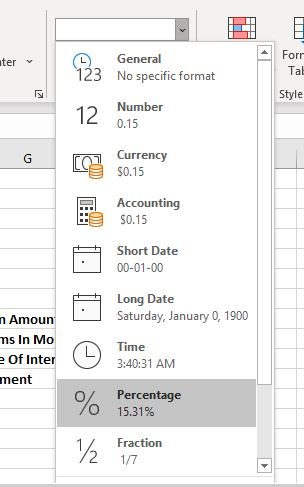 nter
Form
Tab
Style
G
General
No specific format
123
Number
0.15
12
Currency
$0.15
Accounting
$0.15
Short Date
00-01-00
Long Date
Saturday, January 0, 1900
Time
3:40:31 AM
Percentage
15.31%
%
Fraction
1/7
1/2
n Amoun
ms In Mo
e Of Inter
ment